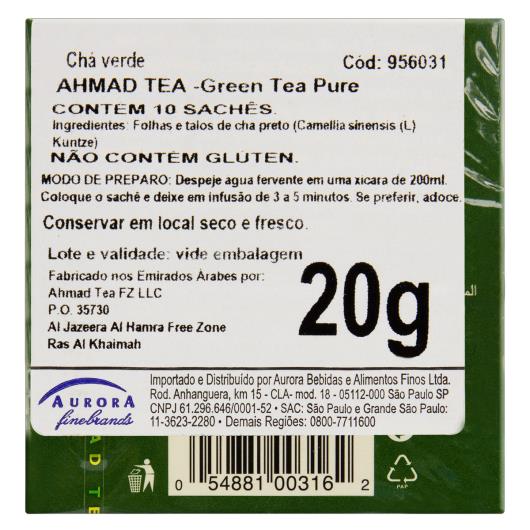 Chá verde Cód: 956031
AHMAD TEA -Green Tea Pure
CONTÉM 10 SACHÊS.
Ingredientes: Folhas e talos de cha preto (Camellia sinensis (L)
Kuntze)
NÃO CONTÉM GLÚTEN.
MODO DE PREPARO: Despeje agua fervente em uma xicara de 200ml.
Coloque o sachê e deixe em infusão de 3 a 5 minutos. Se preferir, adoce.
Conservar em local seco e fresco.
Lote e validade: vide embalagem
Fabricado nos Emirados Árabes por:
Ahmad Tea FZ LLC
P.O. 35730
Al Jazeera Al Hamra Free Zone
Ras Al Khaimah
20g
AURORA
finebrands
Importado e Distribuído por Aurora Bebidas e Alimentos Finos Ltda.
Rod. Anhanguera, km 15 - CLA- mod. 18 - 05112-000 São Paulo SP
CNPJ 61.296.646/0001-52 • SAC: São Paulo e Grande São Paulo:
11-3623-2280 • Demais Regiões: 0800-7711600
AD TE
0 54881 00316 2
PAP